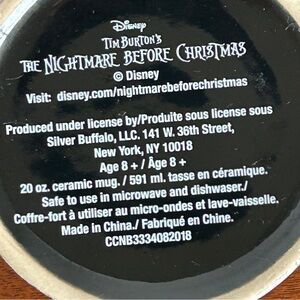 Disney
TIM BURTON'S
THE NIGHTMARE BEFORE CHRISTMAS
© Disney
Visit: disney.com/nightmarebeforechristmas
Produced under license by/Produite sous license sous
Silver Buffalo, LLC. 141 W. 36th Street,
New York, NY 10018
Age 8 + / Âge 8 +
20 oz. ceramic mug. / 591 ml. tasse en céramique.
Safe to use in microwave and dishwaser./
Coffre-fort à utiliser au micro-ondes et lave-vaisselle.
Made in China./ Fabriqué en Chine.
CCNB3334082018